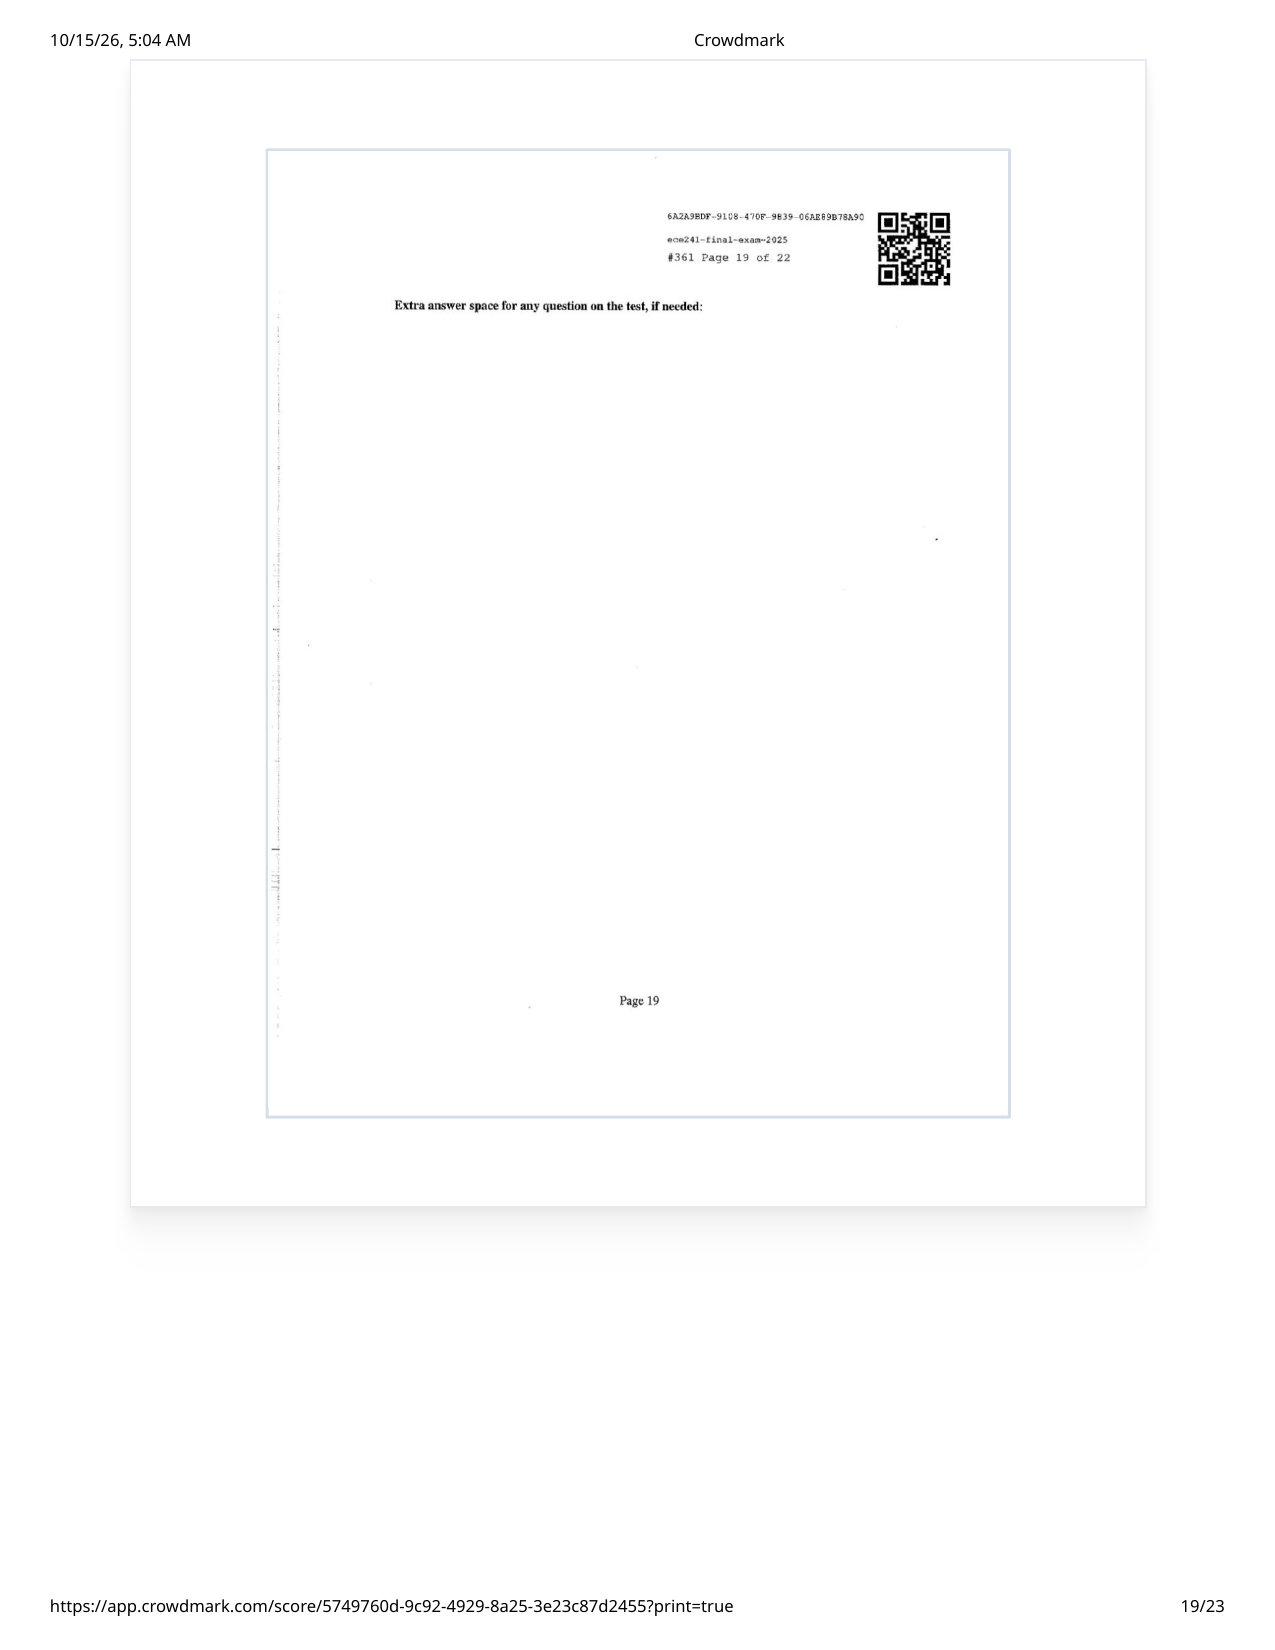 10/15/26, 5:04 AM
Crowdmark
6A2A9BDF-9108-470F-9B39-06AE89B78A90
ece241-final-exam-2025
#361 Page 19 of 22
Extra answer space for any question on the test, if needed:
Page 19
https://app.crowdmark.com/score/5749760d-9c92-4929-8a25-3e23c87d2455?print=true
19/23